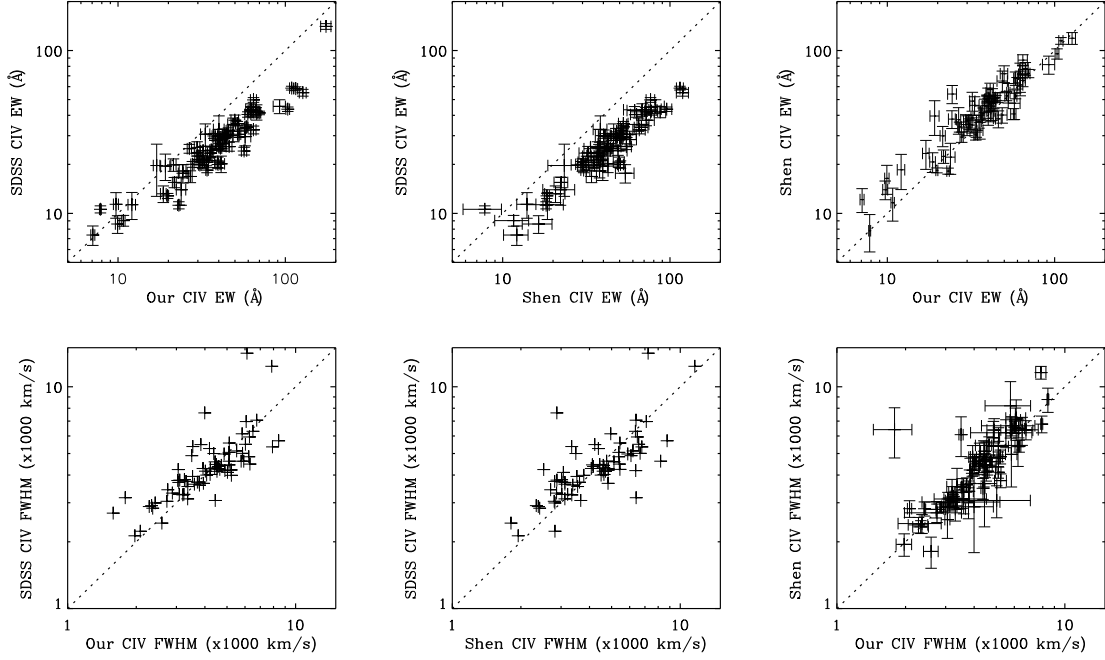 SDSS CIV EW (Å)
100
10
10
100
Our CIV EW (Å)
SDSS CIV EW (Å)
100
10
10
100
Shen CIV EW (Å)
Shen CIV EW (Å)
100
10
10
100
Our CIV EW (Å)
SDSS CIV FWHM (x1000 km/s)
10
1
1
10
Our CIV FWHM (x1000 km/s)
SDSS CIV FWHM (x1000 km/s)
10
1
1
10
Shen CIV FWHM (x1000 km/s)
Shen CIV FWHM (x1000 km/s)
10
1
1
10
Our CIV FWHM (x1000 km/s)